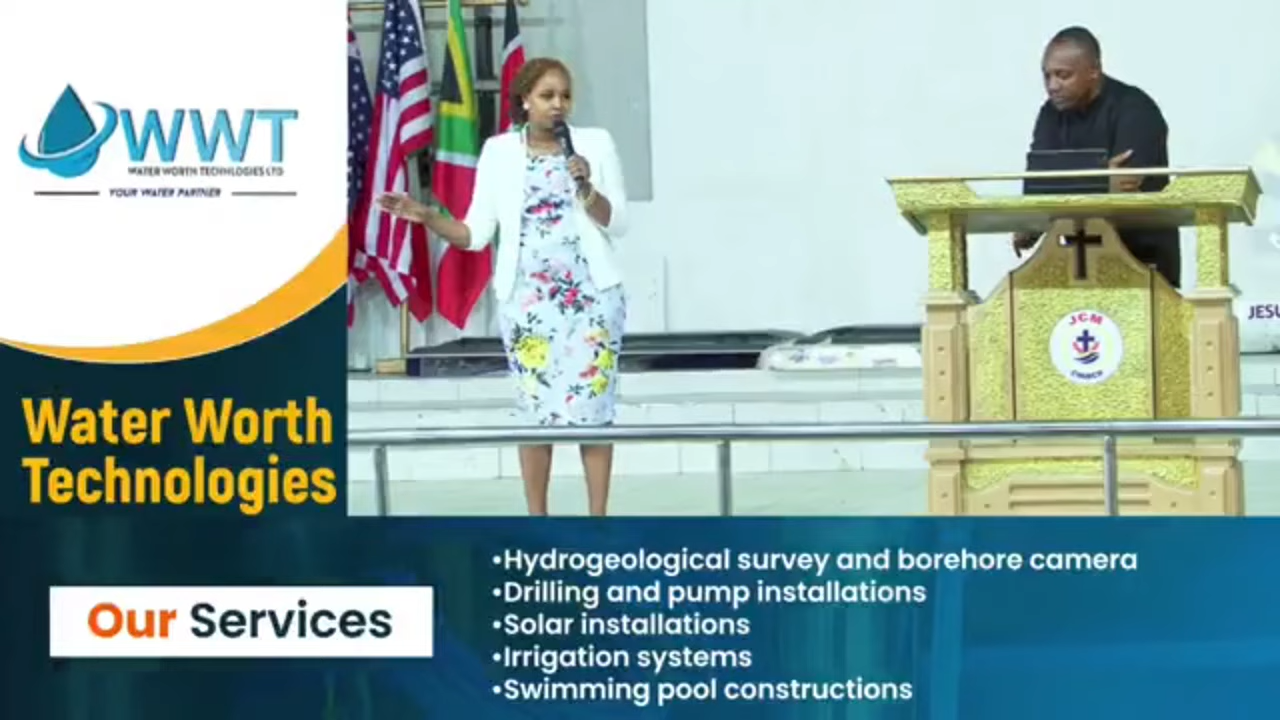 WWT
WATER WORTH TECHNLOGIES LTD
YOUR WATER PARTNER
Water Worth
Technologies
JCM
CHURCH
JESU
Our Services
•Hydrogeological survey and borehore camera
•Drilling and pump installations
•Solar installations
•Irrigation systems
•Swimming pool constructions